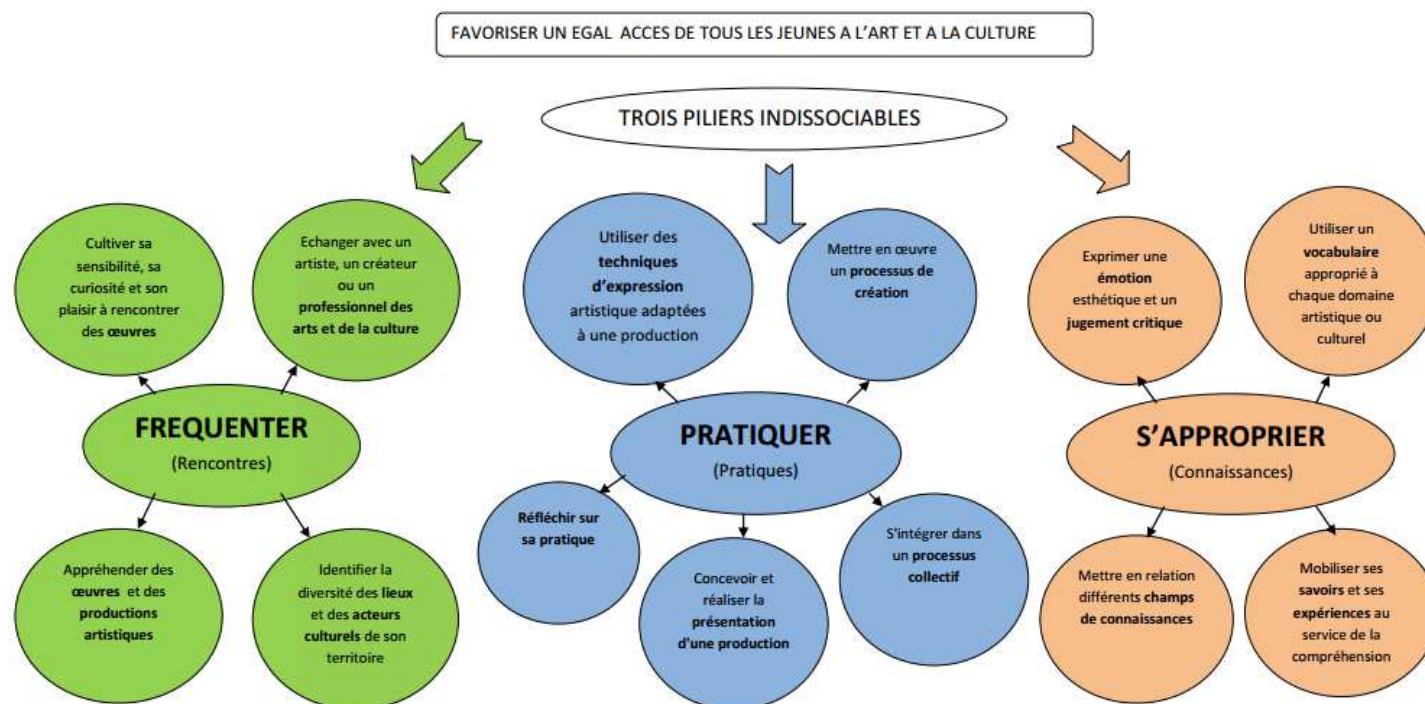 FAVORISER UN EGAL ACCES DE TOUS LES JEUNES A L’ART ET A LA CULTURE
TROIS PILIERS INDISSOCIABLES
Cultiver sa
sensibilité, sa
curiosité et son
plaisir à rencontrer
des œuvres
Echanger avec un
artiste, un créateur
ou un
professionnel des
arts et de la culture
FREQUENTER
(Rencontres)
Appréhender des
œuvres et des
productions
artistiques
Identifier la
diversité des lieux
et des acteurs
culturels de son
territoire
Utiliser des
techniques
d’expression
artistique adaptées
à une production
Mettre en œuvre
un processus de
création
PRATIQUER
(Pratiques)
Réfléchir sur
sa pratique
Concevoir et
réaliser la
présentation
d'une production
S'intégrer dans
un processus
collectif
Exprimer une
émotion
esthétique et un
jugement critique
Utiliser un
vocabulaire
approprié à
chaque domaine
artistique ou
culturel
S’APPROPRIER
(Connaissances)
Mettre en relation
différents champs
de connaissances
Mobiliser ses
savoirs et ses
expériences au
service de la
compréhension